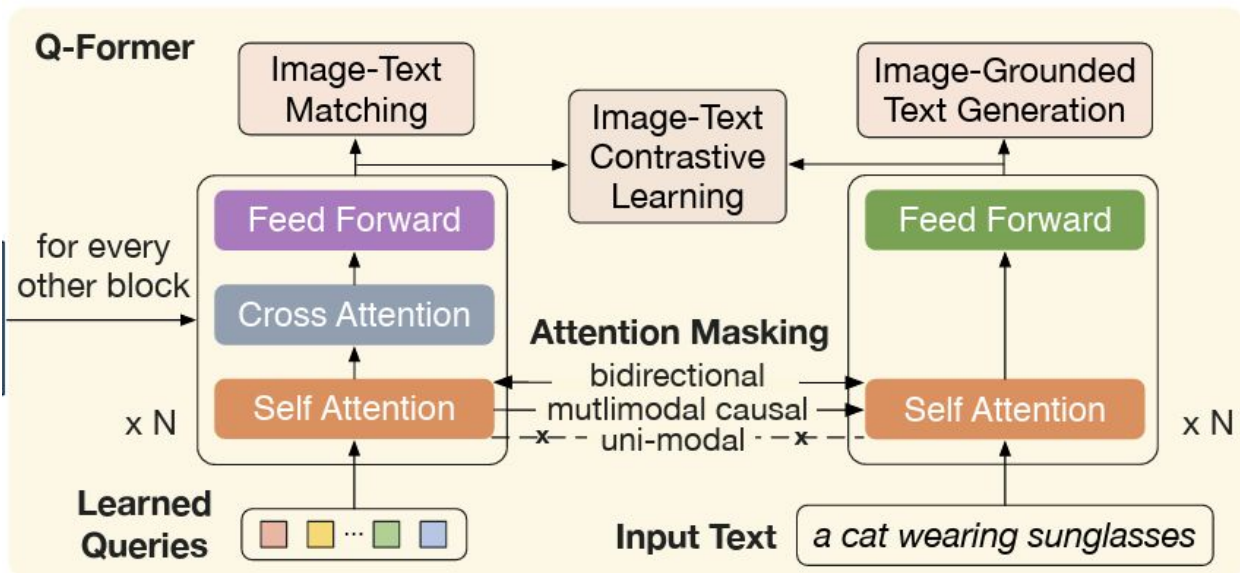 Q-Former
Image-Text
Matching
Image-Text
Contrastive
Learning
Image-Grounded
Text Generation
for every
other block
Feed Forward
Cross Attention
Self Attention
x N
Attention Masking
bidirectional
mutlimodal causal
x uni-modal x
Feed Forward
Self Attention
x N
Learned
Queries
...
Input Text
a cat wearing sunglasses